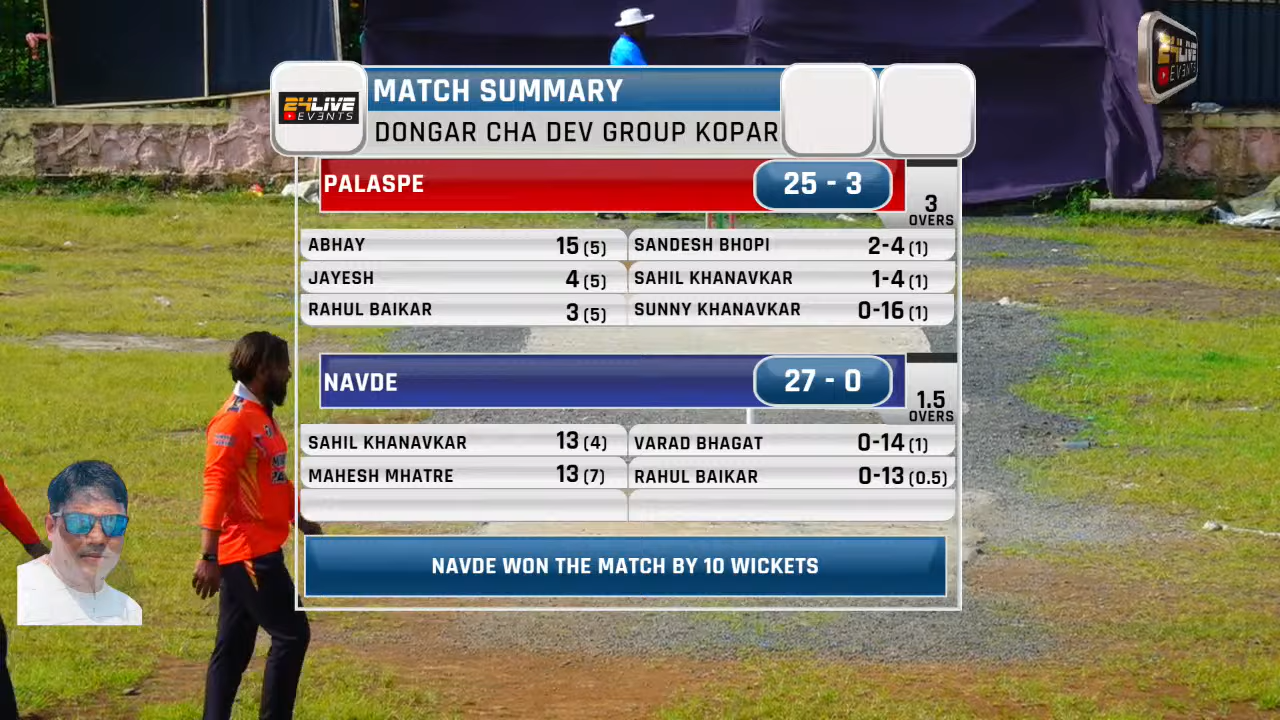 24LIVE
EV3NTS
MATCH SUMMARY
DONGAR CHA DEV GROUP KOPAR
24LIVE
EV3NTS
PALASPE 25 - 3
3
OVERS
ABHAY 15 (5) SANDESH BHOPI 2-4 (1)
JAYESH 4 (5) SAHIL KHANAVKAR 1-4 (1)
RAHUL BAIKAR 3 (5) SUNNY KHANAVKAR 0-16 (1)
NAVDE 27 - 0
1.5
OVERS
SAHIL KHANAVKAR 13 (4) VARAD BHAGAT 0-14 (1)
MAHESH MHATRE 13 (7) RAHUL BAIKAR 0-13 (0.5)
NAVDE WON THE MATCH BY 10 WICKETS